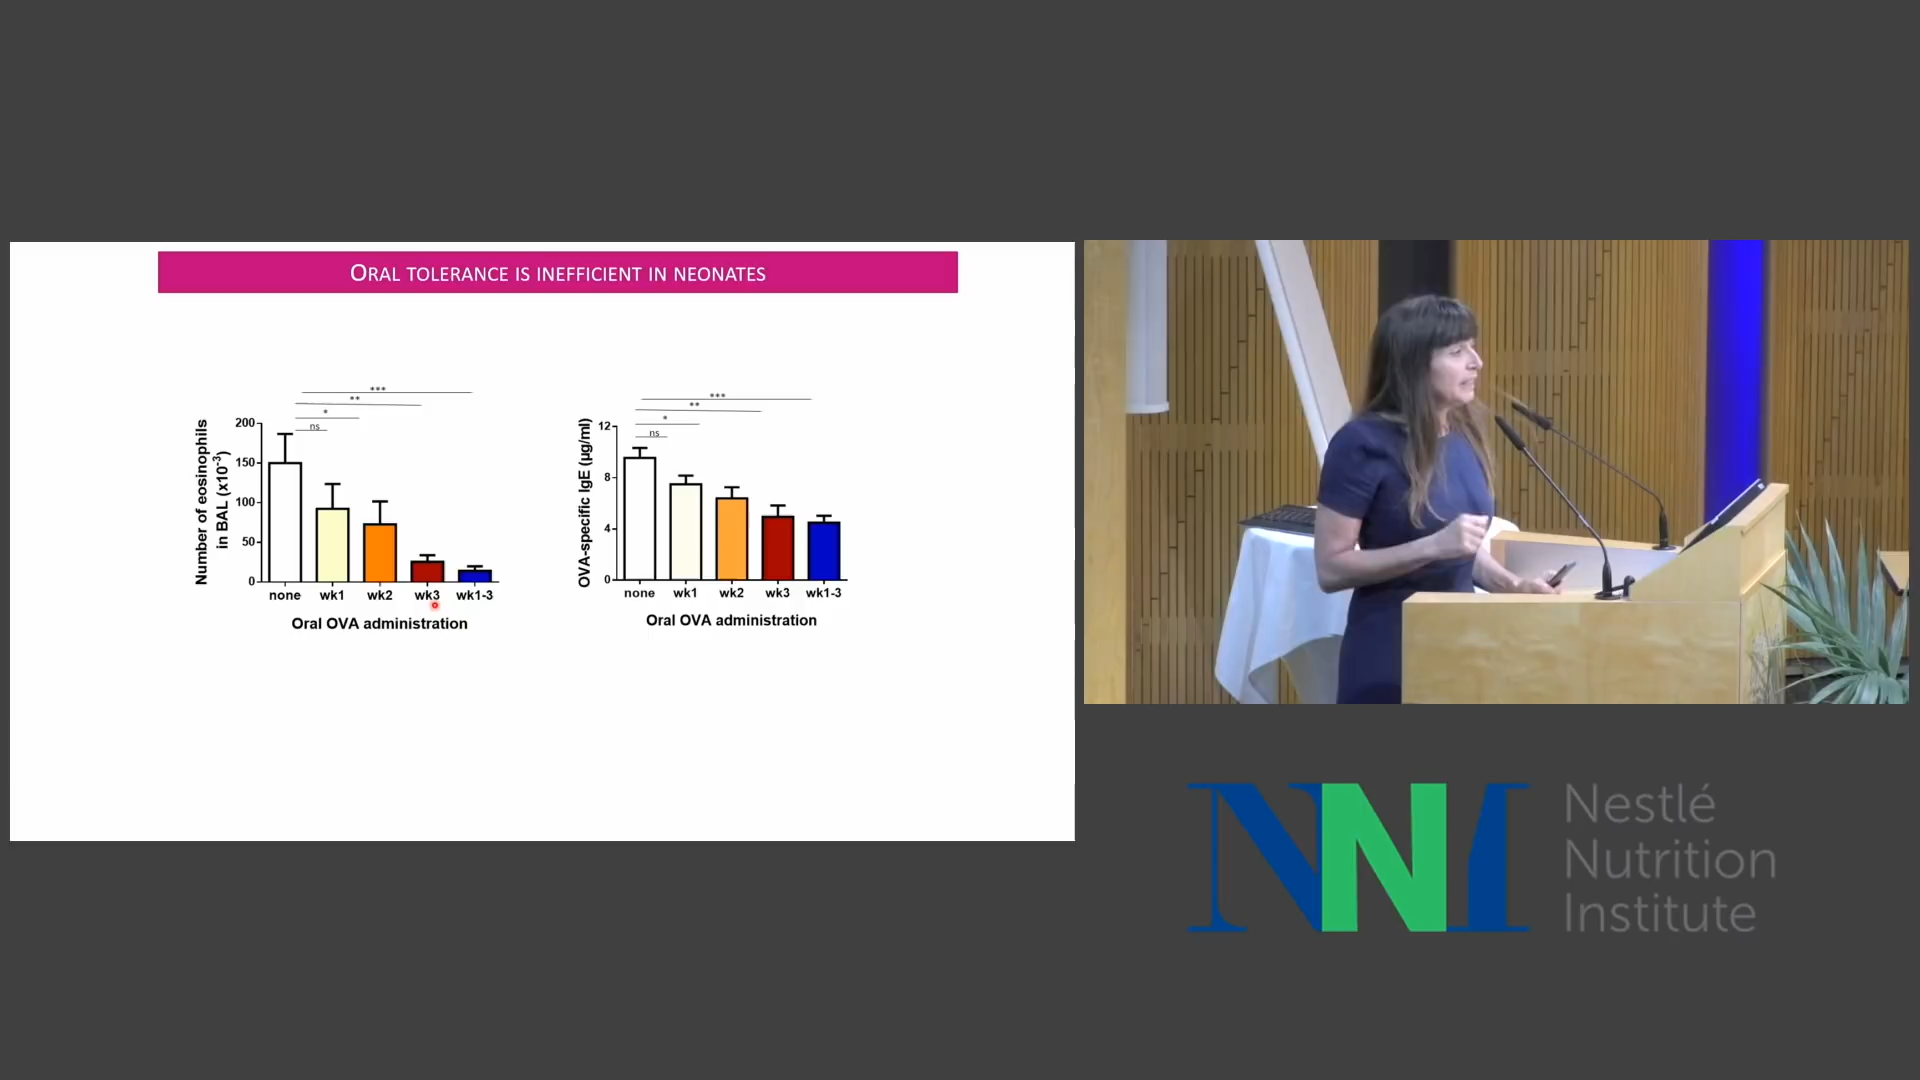 ORAL TOLERANCE IS INEFFICIENT IN NEONATES
***
**
*
ns
Number of eosinophils
in BAL (x10-3)
200
150
100
50
0
none wk1 wk2 wk3 wk1-3
Oral OVA administration
***
**
*
ns
OVA-specific IgE (µg/ml)
12
8
4
0
none wk1 wk2 wk3 wk1-3
Oral OVA administration
NNI
Nestlé
Nutrition
Institute